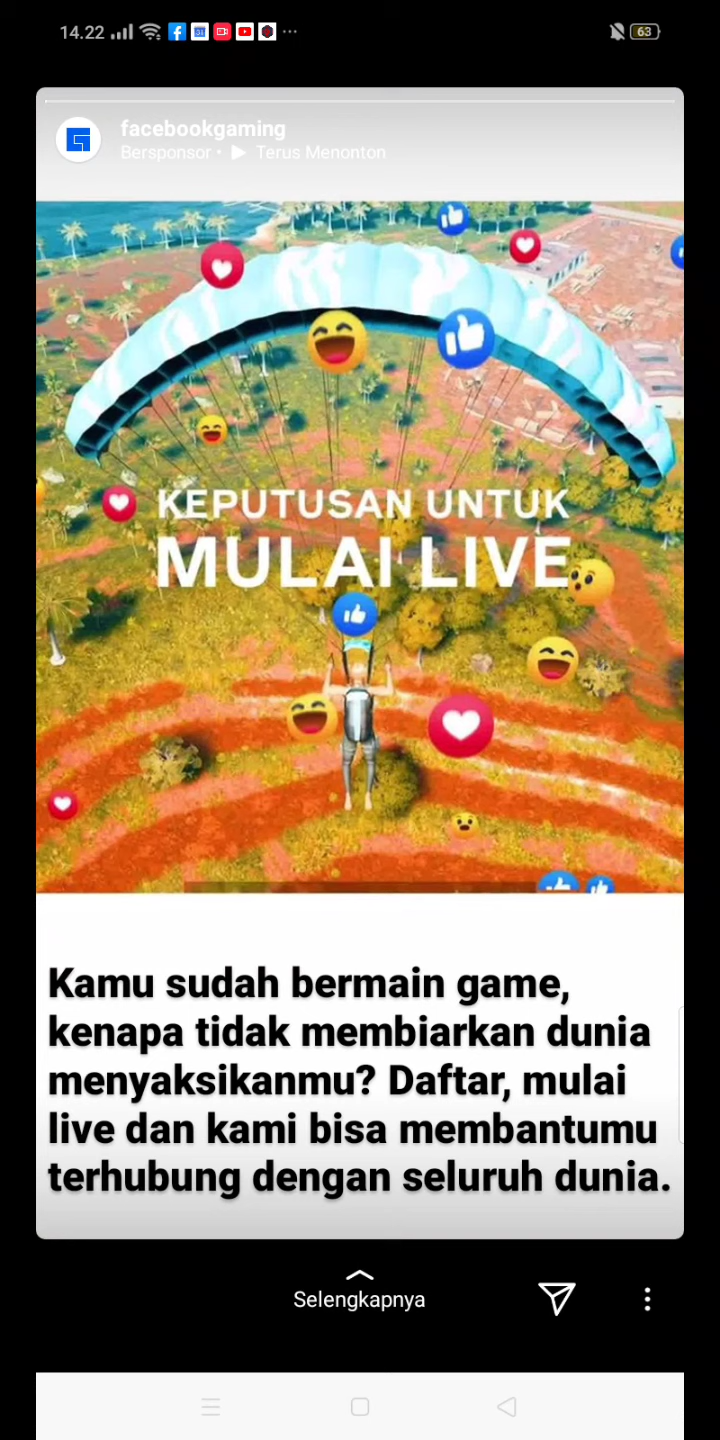 14.22
63
facebookgaming
Bersponsor • Terus Menonton
KEPUTUSAN UNTUK
MULAI LIVE
Kamu sudah bermain game,
kenapa tidak membiarkan dunia
menyaksikanmu? Daftar, mulai
live dan kami bisa membantumu
terhubung dengan seluruh dunia.
Selengkapnya